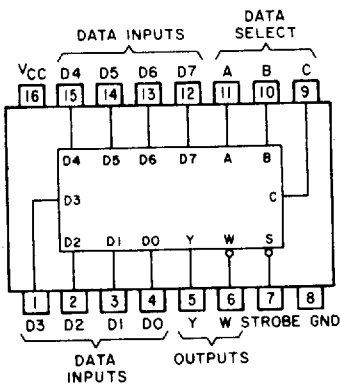 DATA INPUTS DATA SELECT
VCC D4 D5 D6 D7 A B C
16 15 14 13 12 11 10 9
D4 D5 D6 D7 A B
D3 C
D2 D1 D0 Y W S
1 2 3 4 5 6 7 8
D3 D2 D1 D0 Y W STROBE GND
DATA INPUTS OUTPUTS